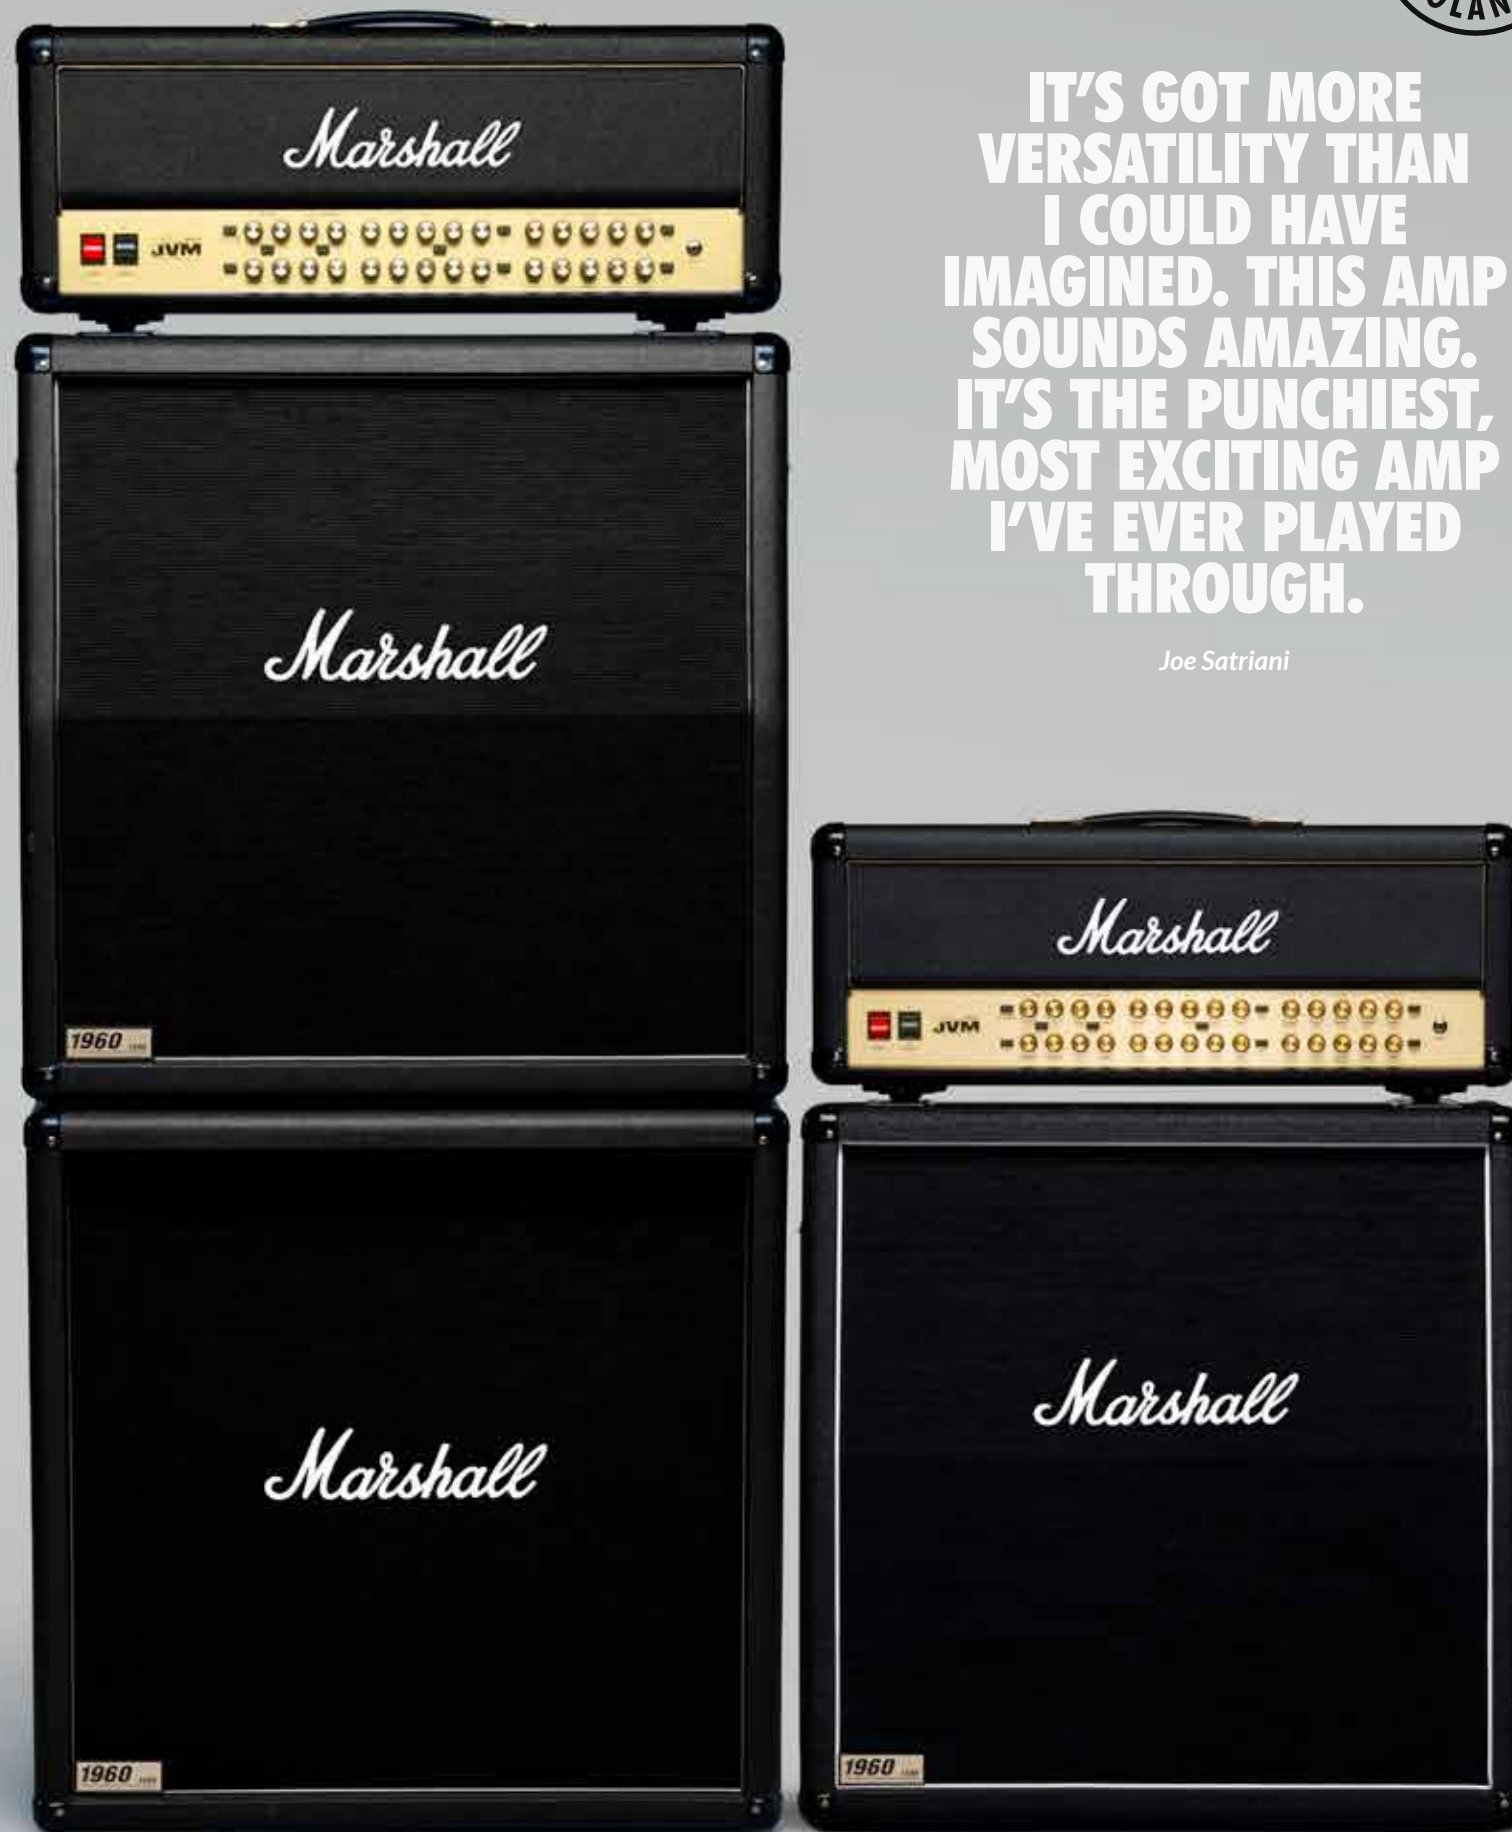 IT'S GOT MORE
VERSATILITY THAN
I COULD HAVE
IMAGINED. THIS AMP
SOUNDS AMAZING.
IT'S THE PUNCHIEST,
MOST EXCITING AMP
I'VE EVER PLAYED
THROUGH.
Joe Satriani
Marshall
JVM
Marshall
1960
Marshall
1960
Marshall
JVM
Marshall
1960